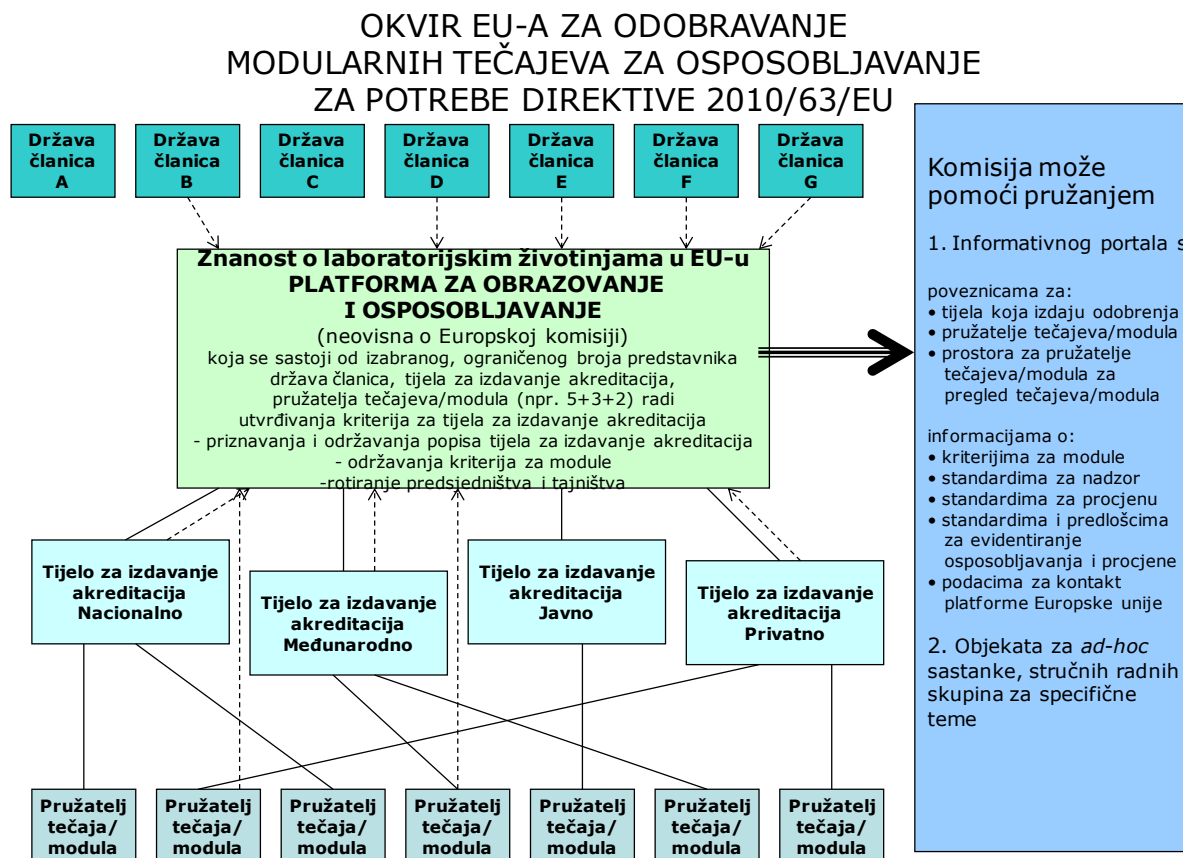 OKVIR EU-A ZA ODOBRAVANJE
MODULARNIH TEČAJEVA ZA OSPOSOBLJAVANJE
ZA POTREBE DIREKTIVE 2010/63/EU
Država
članica
A
Država
članica
B
Država
članica
C
Država
članica
D
Država
članica
E
Država
članica
F
Država
članica
G
Znanost o laboratorijskim životinjama u EU-u
PLATFORMA ZA OBRAZOVANJE
I OSPOSOBLJAVANJE
(neovisna o Europskoj komisiji)
koja se sastoji od izabranog, ograničenog broja predstavnika
država članica, tijela za izdavanje akreditacija,
pružatelja tečajeva/modula (npr. 5+3+2) radi
utvrđivanja kriterija za tijela za izdavanje akreditacija
- priznavanja i održavanja popisa tijela za izdavanje akreditacija
- održavanja kriterija za module
-rotiranje predsjedništva i tajništva
Tijelo za izdavanje
akreditacija
Nacionalno
Tijelo za izdavanje
akreditacija
Međunarodno
Tijelo za izdavanje
akreditacija
Javno
Tijelo za izdavanje
akreditacija
Privatno
Pružatelj
tečaja/
modula
Pružatelj
tečaja/
modula
Pružatelj
tečaja/
modula
Pružatelj
tečaja/
modula
Pružatelj
tečaja/
modula
Pružatelj
tečaja/
modula
Pružatelj
tečaja/
modula
Komisija može
pomoći pružanjem
1. Informativnog portala s
poveznicama za:
• tijela koja izdaju odobrenja
• pružatelje tečajeva/modula
• prostora za pružatelje
tečajeva/modula za
pregled tečajeva/modula
informacijama o:
• kriterijima za module
• standardima za nadzor
• standardima za procjenu
• standardima i predlošcima
za evidentiranje
osposobljavanja i procjene
• podacima za kontakt
platforme Europske unije
2. Objekata za ad-hoc
sastanke, stručnih radnih
skupina za specifične
teme